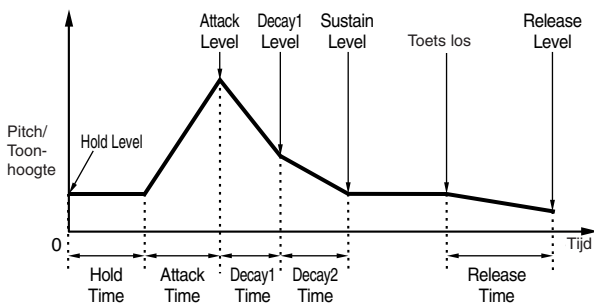 Attack Level
Decay1 Level
Sustain Level
Toets los
Release Level
Pitch/
Toon-
hoogte
Hold Level
0
Tijd
Hold Time
Attack Time
Decay1 Time
Decay2 Time
Release Time